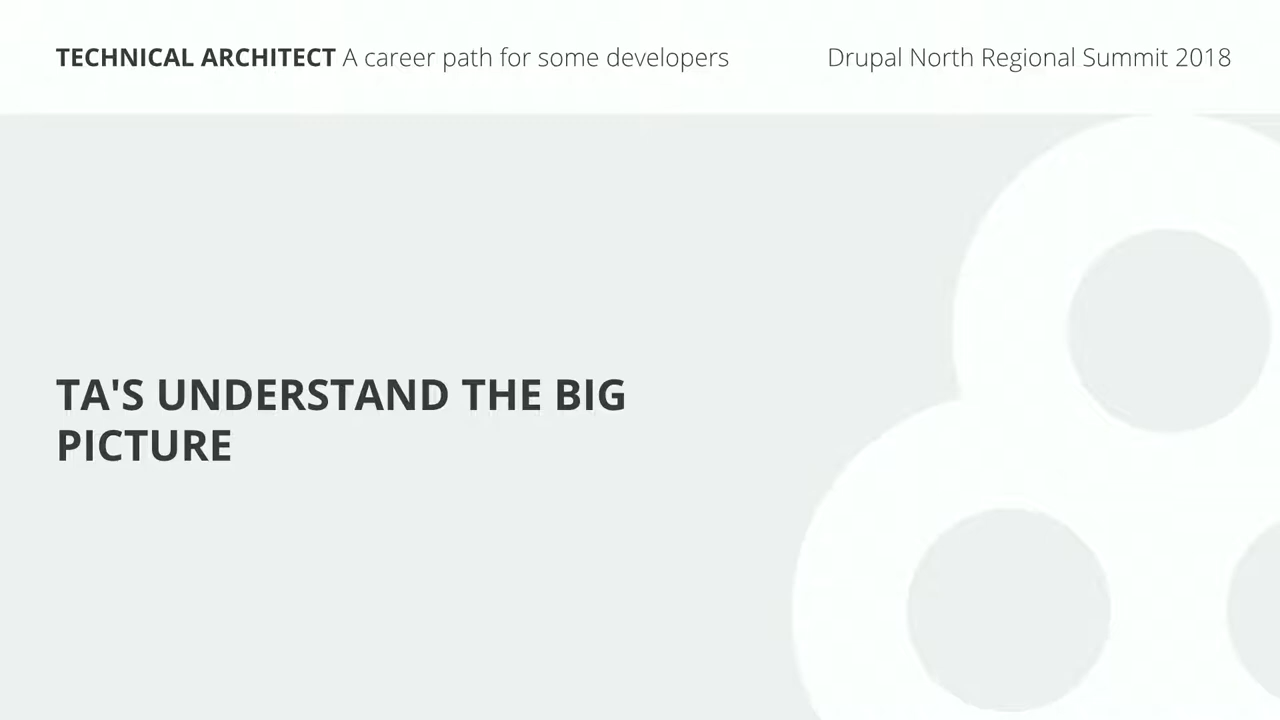 TECHNICAL ARCHITECT A career path for some developers
Drupal North Regional Summit 2018
TA'S UNDERSTAND THE BIG
PICTURE